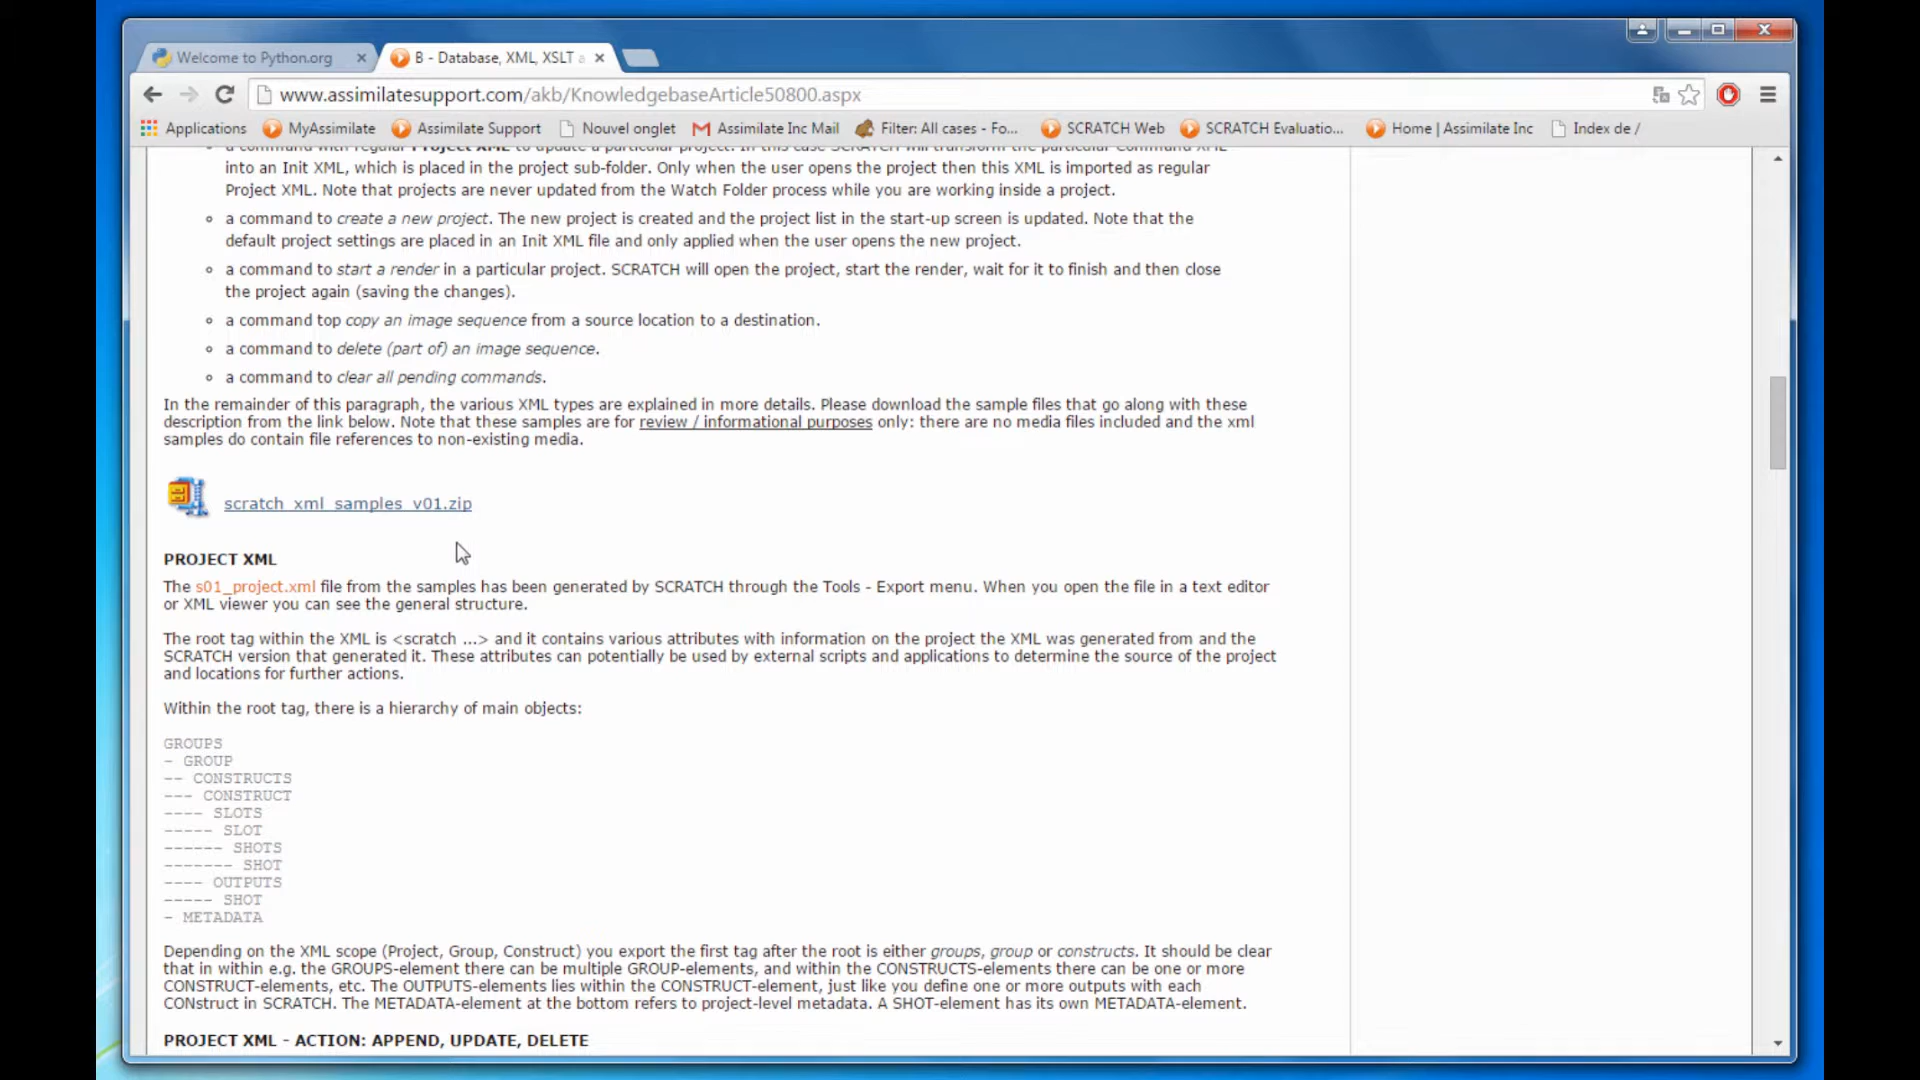 Welcome to Python.org
B - Database, XML, XSLT a
www.assimilatesupport.com/akb/KnowledgebaseArticle50800.aspx
Applications MyAssimilate Assimilate Support Nouvel onglet Assimilate Inc Mail Filter: All cases - Fo... SCRATCH Web SCRATCH Evaluatio... Home | Assimilate Inc Index de /
a command with regular Project XML to update a particular project. In this case SCRATCH will transform the particular Command XML
into an Init XML, which is placed in the project sub-folder. Only when the user opens the project then this XML is imported as regular
Project XML. Note that projects are never updated from the Watch Folder process while you are working inside a project.
a command to create a new project. The new project is created and the project list in the start-up screen is updated. Note that the
default project settings are placed in an Init XML file and only applied when the user opens the new project.
a command to start a render in a particular project. SCRATCH will open the project, start the render, wait for it to finish and then close
the project again (saving the changes).
a command top copy an image sequence from a source location to a destination.
a command to delete (part of) an image sequence.
a command to clear all pending commands.
In the remainder of this paragraph, the various XML types are explained in more details. Please download the sample files that go along with these
description from the link below. Note that these samples are for review / informational purposes only: there are no media files included and the xml
samples do contain file references to non-existing media.
scratch_xml_samples_v01.zip
PROJECT XML
The s01_project.xml file from the samples has been generated by SCRATCH through the Tools - Export menu. When you open the file in a text editor
or XML viewer you can see the general structure.
The root tag within the XML is <scratch ...> and it contains various attributes with information on the project the XML was generated from and the
SCRATCH version that generated it. These attributes can potentially be used by external scripts and applications to determine the source of the project
and locations for further actions.
Within the root tag, there is a hierarchy of main objects:
GROUPS
- GROUP
-- CONSTRUCTS
--- CONSTRUCT
---- SLOTS
----- SLOT
------ SHOTS
------- SHOT
---- OUTPUTS
----- SHOT
- METADATA
Depending on the XML scope (Project, Group, Construct) you export the first tag after the root is either groups, group or constructs. It should be clear
that in within e.g. the GROUPS-element there can be multiple GROUP-elements, and within the CONSTRUCTS-elements there can be one or more
CONSTRUCT-elements, etc. The OUTPUTS-elements lies within the CONSTRUCT-element, just like you define one or more outputs with each
CONstruct in SCRATCH. The METADATA-element at the bottom refers to project-level metadata. A SHOT-element has its own METADATA-element.
PROJECT XML - ACTION: APPEND, UPDATE, DELETE